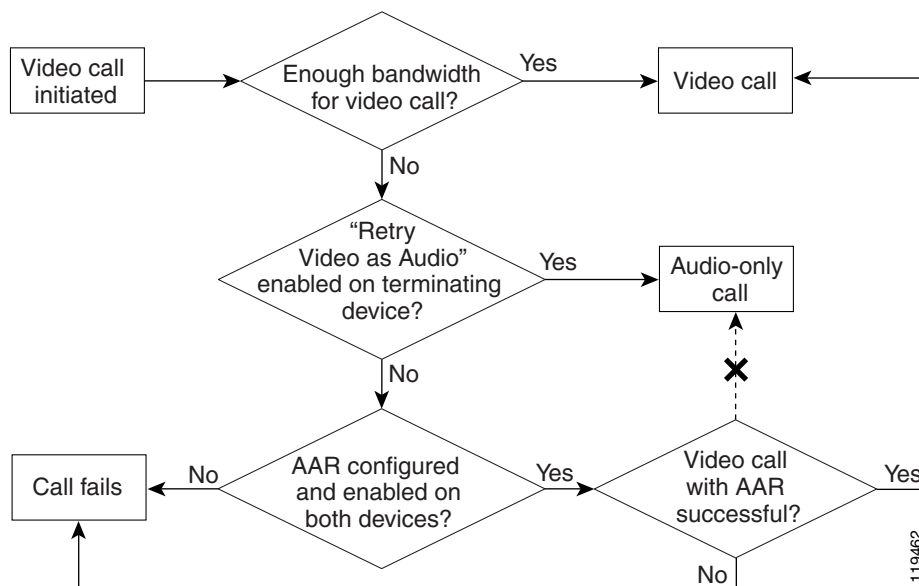 Video call
initiated
Enough bandwidth
for video call?
Yes
Video call
No
“Retry
Video as Audio”
enabled on terminating
device?
Yes
Audio-only
call
No
Call fails
No
AAR configured
and enabled on
both devices?
Yes
Video call
with AAR
successful?
Yes
No
119462